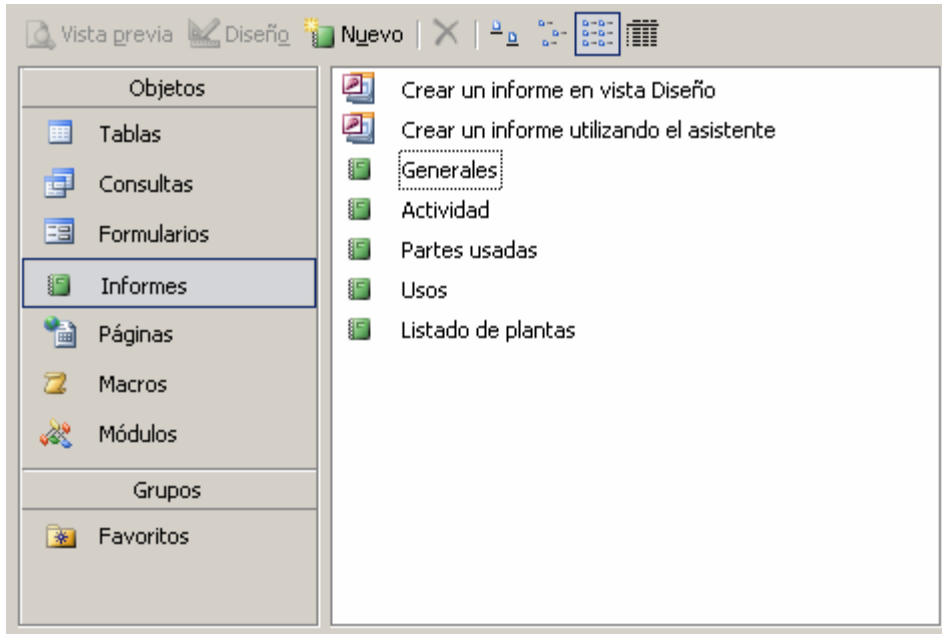 Vista previa Diseño Nuevo
Objetos
Tablas
Consultas
Formularios
Informes
Páginas
Macros
Módulos
Grupos
Favoritos
Crear un informe en vista Diseño
Crear un informe utilizando el asistente
Generales
Actividad
Partes usadas
Usos
Listado de plantas